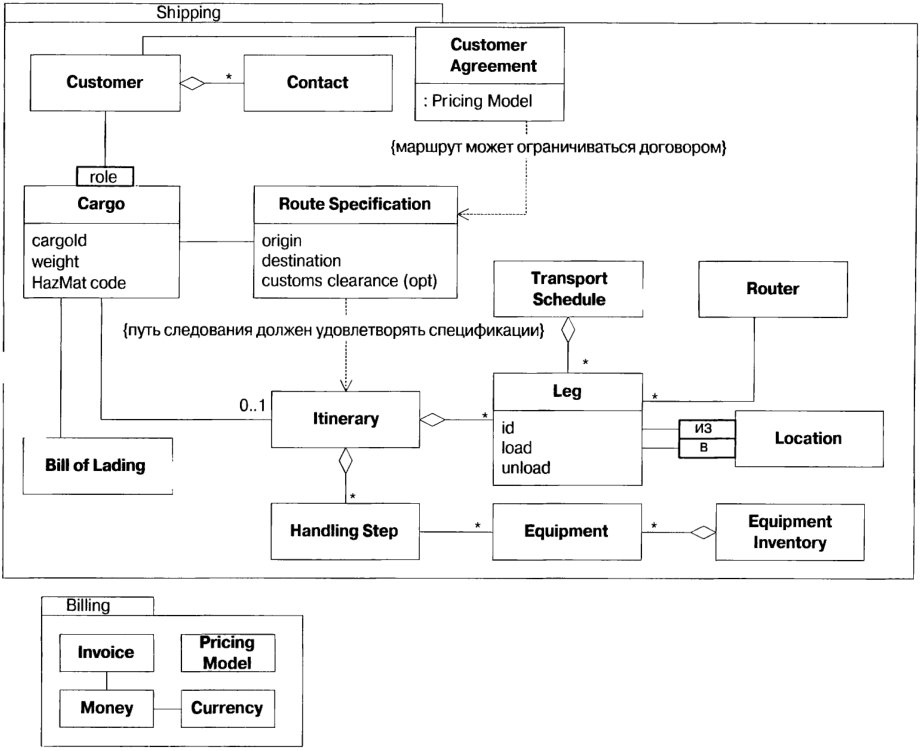 Shipping
Customer
Agreement
: Pricing Model
Customer
*
Contact
{маршрут может ограничиваться договором}
role
Cargo
cargoId
weight
HazMat code
Route Specification
origin
destination
customs clearance (opt)
Transport
Schedule
Router
{путь следования должен удовлетворять спецификации}
*
0..1
Itinerary
*
Leg
id
load
unload
*
из
в
Location
Bill of Lading
*
Handling Step
*
Equipment
*
Equipment
Inventory
Billing
Invoice
Pricing
Model
Money
Currency